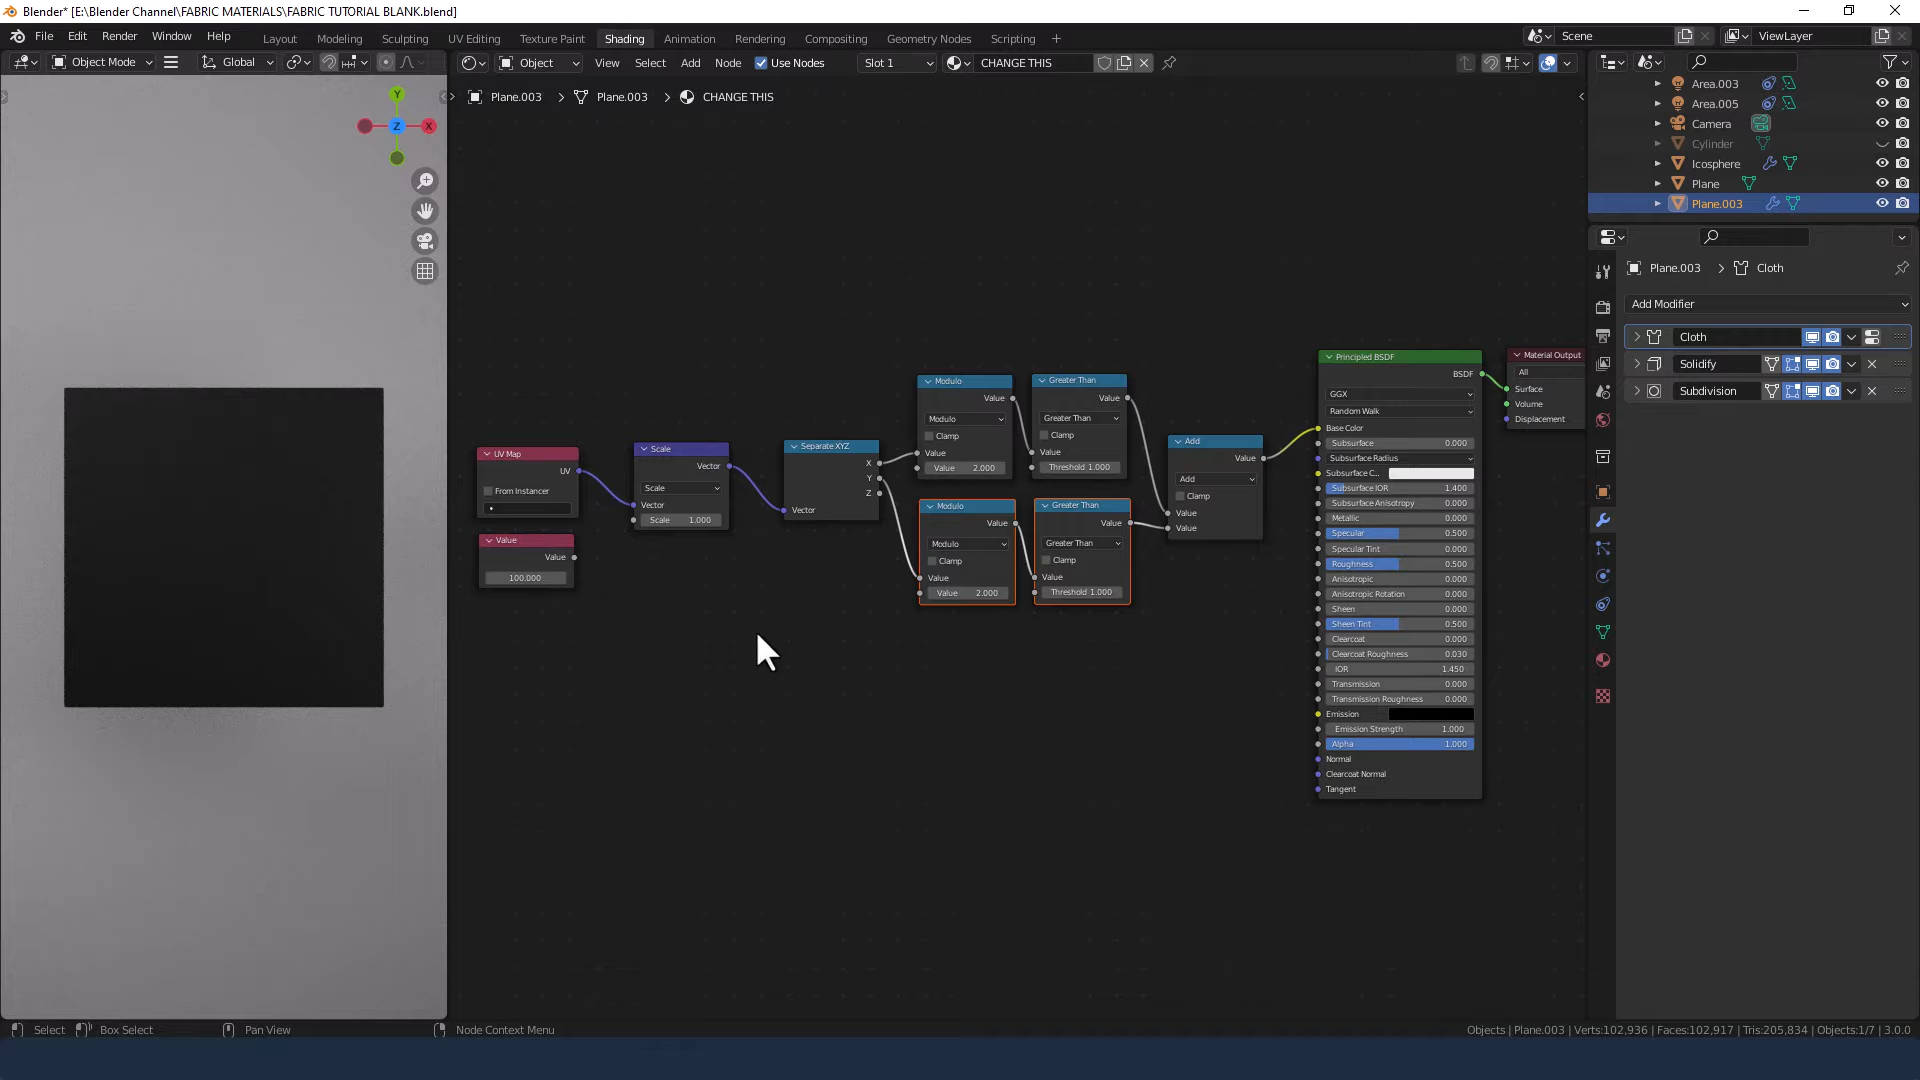 Blender* [E:\Blender Channel\FABRIC MATERIALS\FABRIC TUTORIAL BLANK.blend]
File Edit Render Window Help Layout Modeling Sculpting UV Editing Texture Paint Shading Animation Rendering Compositing Geometry Nodes Scripting + Scene ViewLayer
Object Mode Global Object View Select Add Node Use Nodes Slot 1 CHANGE THIS
Plane.003 > Plane.003 > CHANGE THIS
Y
Z
X
UV Map
UV
From Instancer
Value
Value
100.000
Scale
Vector
Scale
Vector
Scale 1.000
Separate XYZ
X
Y
Z
Vector
Modulo
Value
Modulo
Clamp
Value
Value 2.000
Greater Than
Value
Greater Than
Clamp
Value
Threshold 1.000
Modulo
Value
Modulo
Clamp
Value
Value 2.000
Greater Than
Value
Greater Than
Clamp
Value
Threshold 1.000
Add
Value
Add
Clamp
Value
Value
Principled BSDF
BSDF
GGX
Random Walk
Base Color
Subsurface 0.000
Subsurface Radius
Subsurface C...
Subsurface IOR 1.400
Subsurface Anisotropy 0.000
Metallic 0.000
Specular 0.500
Specular Tint 0.000
Roughness 0.500
Anisotropic 0.000
Anisotropic Rotation 0.000
Sheen 0.000
Sheen Tint 0.500
Clearcoat 0.000
Clearcoat Roughness 0.030
IOR 1.450
Transmission 0.000
Transmission Roughness 0.000
Emission
Emission Strength 1.000
Alpha 1.000
Normal
Clearcoat Normal
Tangent
Material Output
All
Surface
Volume
Displacement
Area.003
Area.005
Camera
Cylinder
Icosphere
Plane
Plane.003
Plane.003 > Cloth
Add Modifier
Cloth
Solidify
Subdivision
Select Box Select Pan View Node Context Menu Objects | Plane.003 | Verts:102,936 | Faces:102,917 | Tris:205,834 | Objects:1/7 | 3.0.0